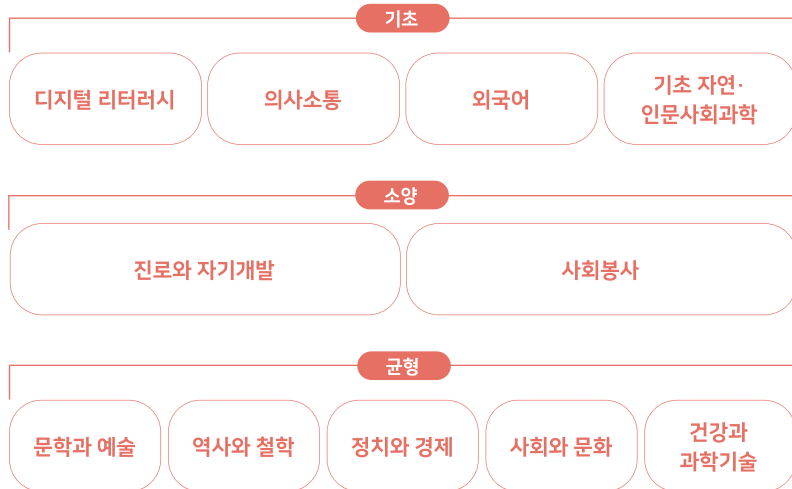 기초
디지털 리터러시
의사소통
외국어
기초 자연·
인문사회과학
소양
진로와 자기개발
사회봉사
균형
문학과 예술
역사와 철학
정치와 경제
사회와 문화
건강과
과학기술